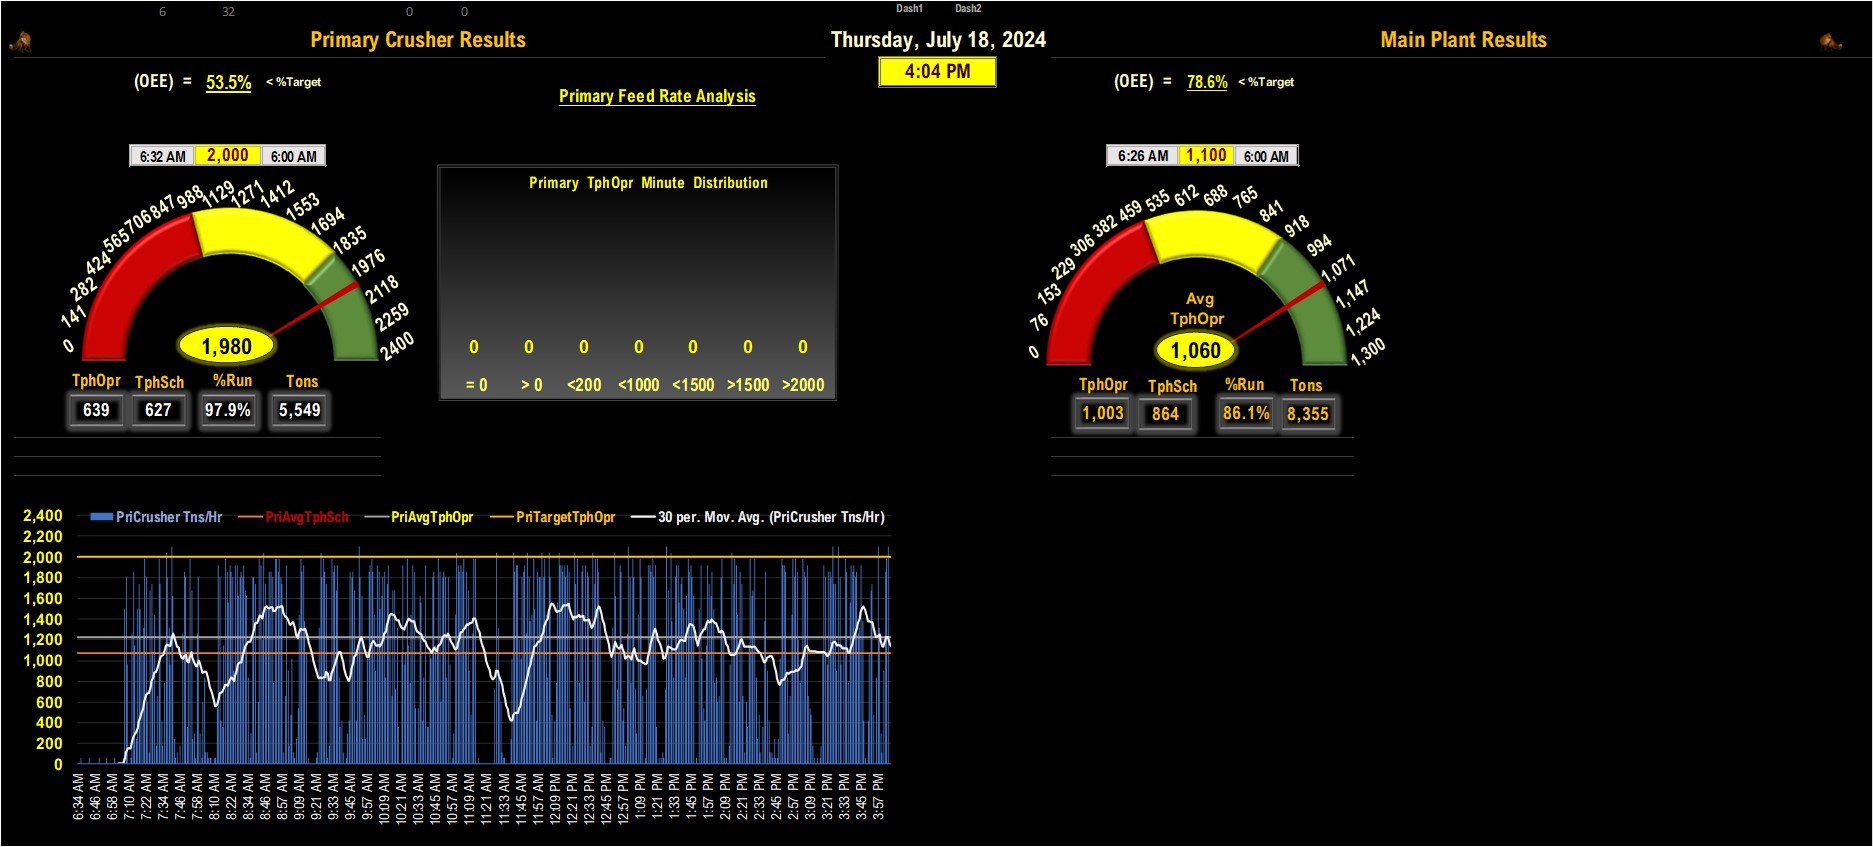 6 32 0 0 Dash1 Dash2
Primary Crusher Results
Thursday, July 18, 2024
Main Plant Results
4:04 PM
(OEE) = 53.5% < %Target
(OEE) = 78.6% < %Target
Primary Feed Rate Analysis
6:32 AM 2,000 6:00 AM
0 141 282 424 565 706 847 988 1129 1271 1412 1553 1694 1835 1976 2118 2259 2400
1,980
TphOpr TphSch %Run Tons
639 627 97.9% 5,549
Primary TphOpr Minute Distribution
0 0 0 0 0 0 0
= 0 > 0 <200 <1000 <1500 >1500 >2000
6:26 AM 1,100 6:00 AM
0 76 153 229 306 382 459 535 612 688 765 841 918 994 1,071 1,147 1,224 1,300
Avg
TphOpr
1,060
TphOpr TphSch %Run Tons
1,003 864 86.1% 8,355
PriCrusher Tns/Hr PriAvgTphSch PriAvgTphOpr PriTargetTphOpr 30 per. Mov. Avg. (PriCrusher Tns/Hr)
2,400
2,200
2,000
1,800
1,600
1,400
1,200
1,000
800
600
400
200
0
6:34 AM 6:46 AM 6:58 AM 7:10 AM 7:22 AM 7:34 AM 7:46 AM 7:58 AM 8:10 AM 8:22 AM 8:34 AM 8:46 AM 8:57 AM 9:09 AM 9:21 AM 9:33 AM 9:45 AM 9:57 AM 10:09 AM 10:21 AM 10:33 AM 10:45 AM 10:57 AM 11:09 AM 11:21 AM 11:33 AM 11:45 AM 11:57 AM 12:09 PM 12:21 PM 12:33 PM 12:45 PM 12:57 PM 1:09 PM 1:21 PM 1:33 PM 1:45 PM 1:57 PM 2:09 PM 2:21 PM 2:33 PM 2:45 PM 2:57 PM 3:09 PM 3:21 PM 3:33 PM 3:45 PM 3:57 PM